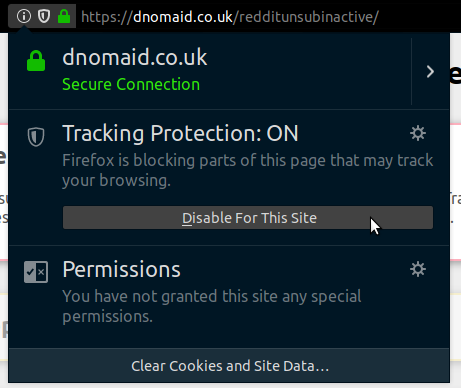 https://dnomaid.co.uk/redditunsubinactive/
dnomaid.co.uk
Secure Connection
Tracking Protection: ON
Firefox is blocking parts of this page that may track
your browsing.
Disable For This Site
Permissions
You have not granted this site any special
permissions.
Clear Cookies and Site Data…